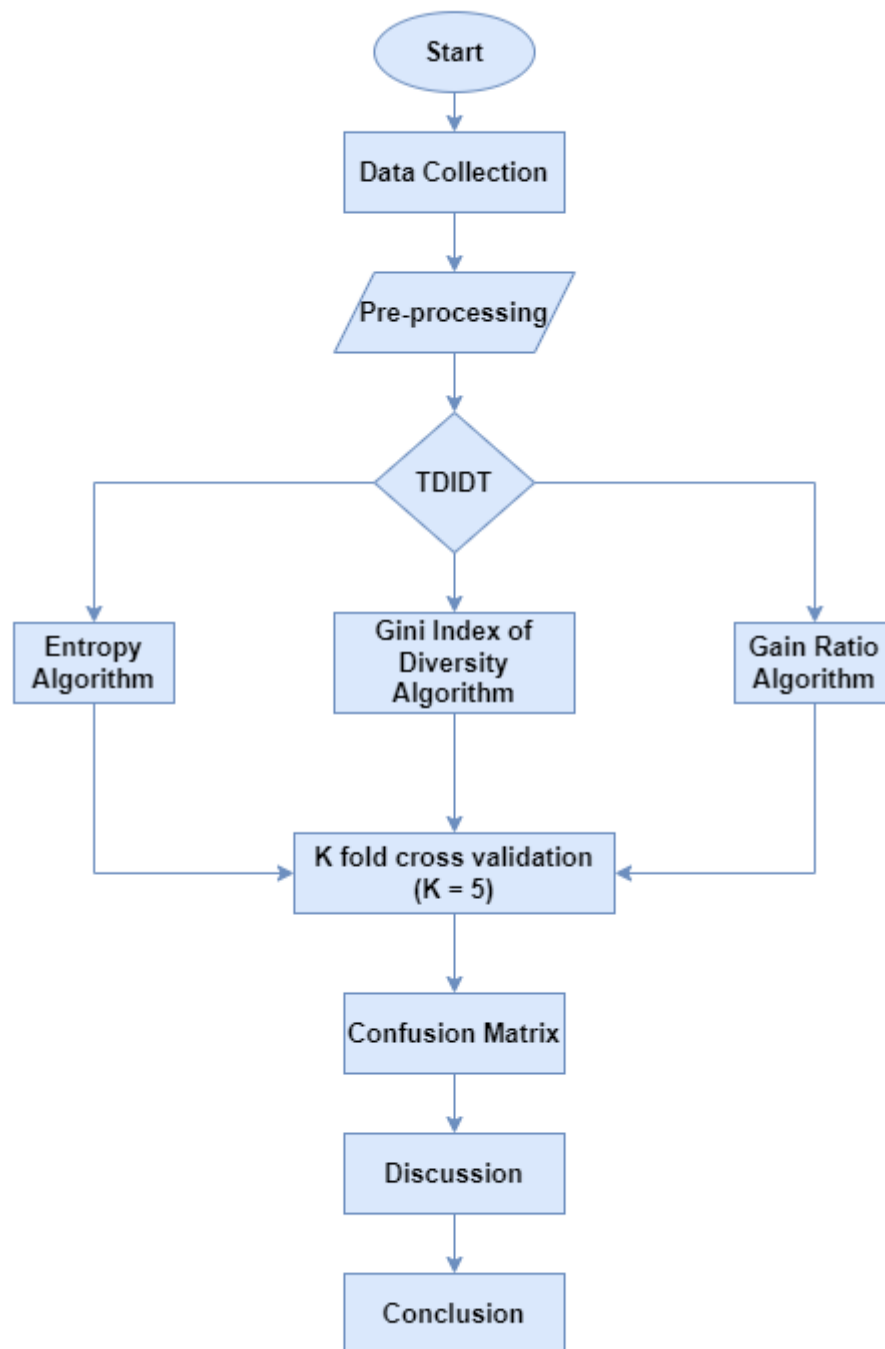 Start
Data Collection
Pre-processing
TDIDT
Entropy
Algorithm
Gini Index of
Diversity
Algorithm
Gain Ratio
Algorithm
K fold cross validation
(K = 5)
Confusion Matrix
Discussion
Conclusion